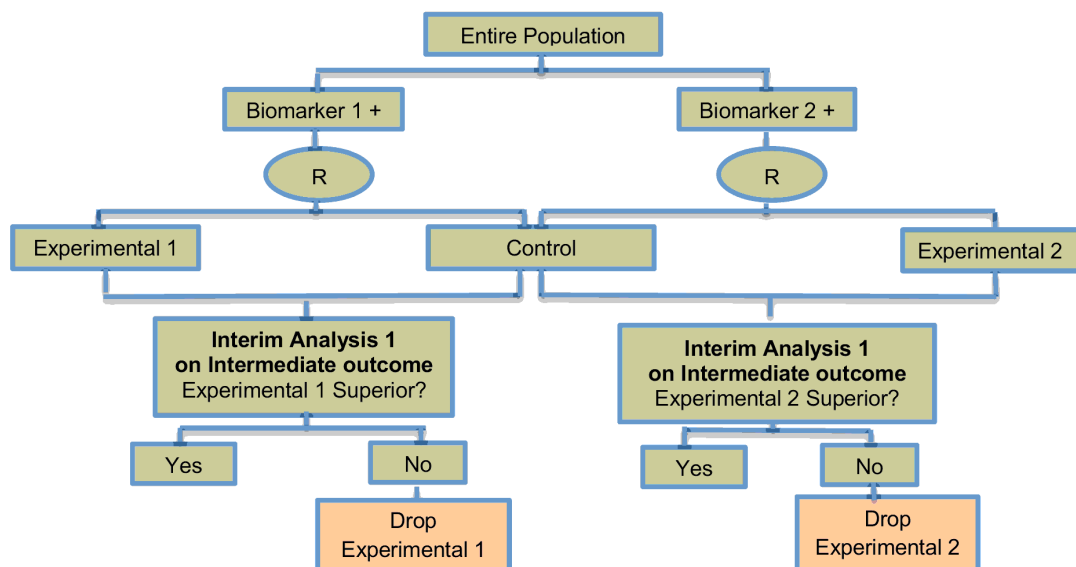 Entire Population
Biomarker 1 +
Biomarker 2 +
R
R
Experimental 1
Control
Experimental 2
Interim Analysis 1
on Intermediate outcome
Experimental 1 Superior?
Interim Analysis 1
on Intermediate outcome
Experimental 2 Superior?
Yes
No
Yes
No
Drop
Experimental 1
Drop
Experimental 2